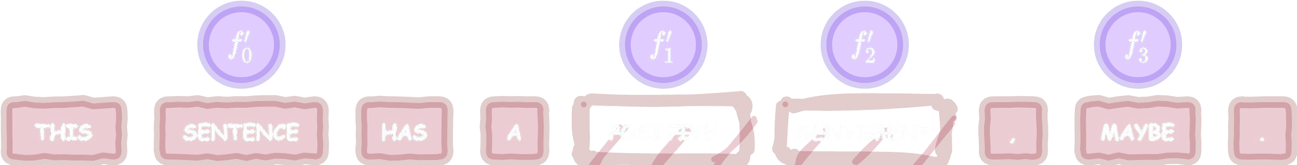 f′0 f′1 f′2 f′3
THIS SENTENCE HAS A , MAYBE .